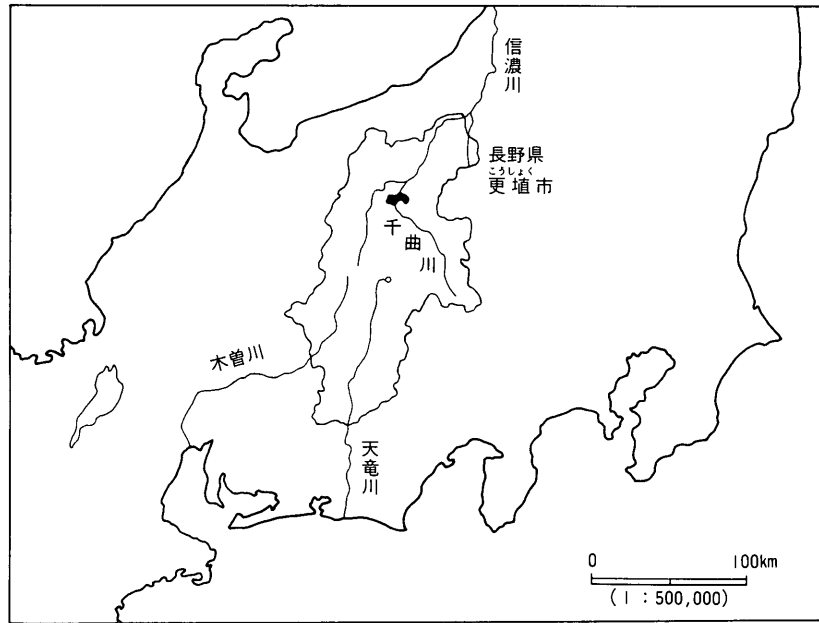 信濃川
長野県
こうしょく
更埴市
千曲川
木曽川
天竜川
0 100km
(1:500,000)